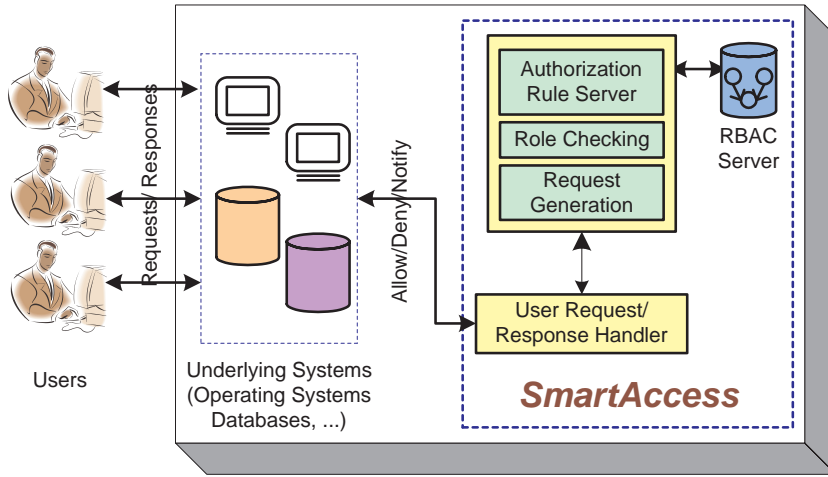 Authorization
Rule Server
Role Checking
Request
Generation
RBAC
Server
Requests/ Responses
Allow/Deny/Notify
User Request/
Response Handler
Users
Underlying Systems
(Operating Systems
Databases, ...)
SmartAccess